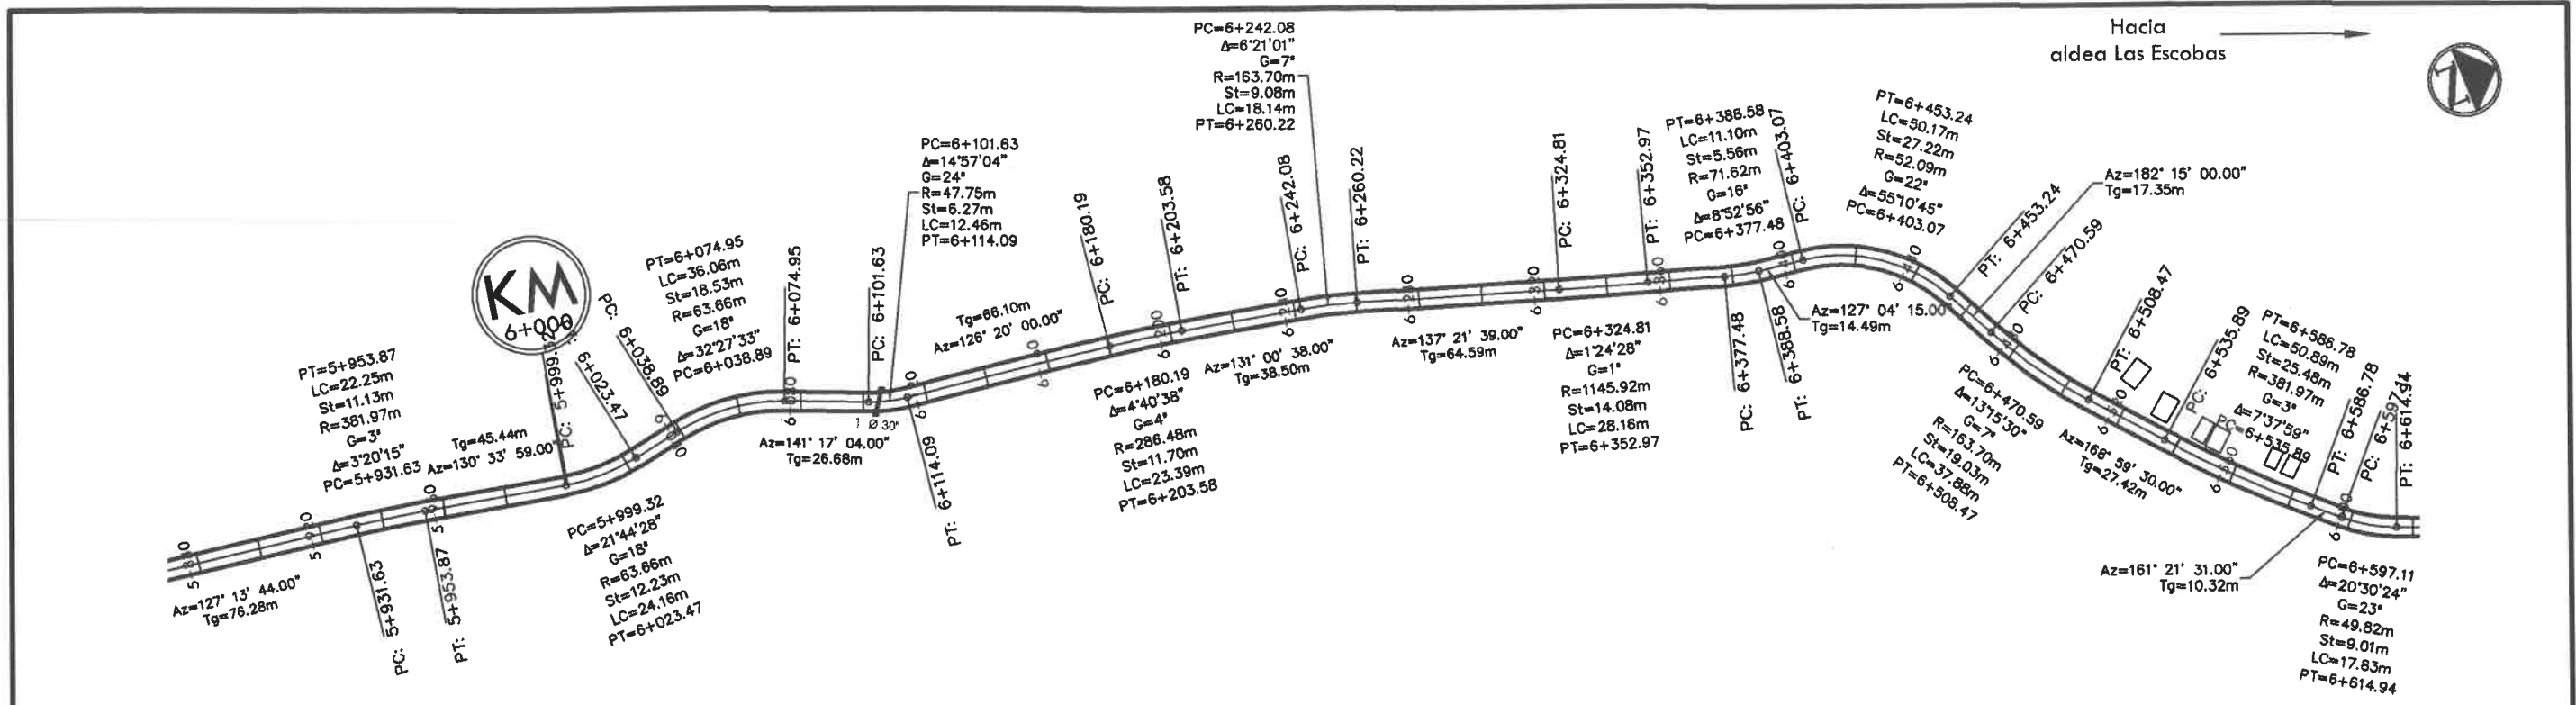 Hacia
aldea Las Escobas
KM
6+000
Az=127° 13' 44.00"
Tg=76.28m
PT=5+953.87
LC=22.25m
St=11.13m
R=381.97m
G=3°
Δ=3°20'15"
PC=5+931.63
PC: 5+931.63
PT: 5+953.87
Tg=45.44m
Az=130° 33' 59.00"
PC=5+999.32
Δ=21°44'28"
G=18°
R=63.66m
St=12.23m
LC=24.16m
PT=6+023.47
6+023.47
PC: 6+038.89
PT=6+074.95
LC=36.06m
St=18.53m
R=63.66m
G=18°
Δ=32°27'33"
PC=6+038.89
PT: 6+074.95
Az=141° 17' 04.00"
Tg=26.68m
PC: 6+101.63
Ø 30"
PC=6+101.63
Δ=14°57'04"
G=24°
R=47.75m
St=6.27m
LC=12.46m
PT=6+114.09
PT: 6+114.09
Tg=66.10m
Az=126° 20' 00.00"
PC: 6+180.19
PT: 6+203.58
PC=6+180.19
Δ=4°40'38"
G=4°
R=286.48m
St=11.70m
LC=23.39m
PT=6+203.58
Az=131° 00' 38.00"
Tg=38.50m
PC=6+242.08
Δ=6°21'01"
G=7°
R=163.70m
St=9.08m
LC=18.14m
PT=6+260.22
PC: 6+242.08
PT: 6+260.22
Az=137° 21' 39.00"
Tg=64.59m
PC: 6+324.81
PT: 6+352.97
PC=6+324.81
Δ=1°24'28"
G=1°
R=1145.92m
St=14.08m
LC=28.16m
PT=6+352.97
PT=6+388.58
LC=11.10m
St=5.56m
R=71.62m
G=16°
Δ=8°52'56"
PC=6+377.48
PC: 6+377.48
PT: 6+388.58
Az=127° 04' 15.00"
Tg=14.49m
PC: 6+403.07
PT=6+453.24
LC=50.17m
St=27.22m
R=52.09m
G=22°
Δ=55°10'45"
PC=6+403.07
PT: 6+453.24
Az=182° 15' 00.00"
Tg=17.35m
PC: 6+470.59
PC=6+470.59
Δ=13°15'30"
G=7°
R=163.70m
St=19.03m
LC=37.88m
PT=6+508.47
PT: 6+508.47
Az=168° 59' 30.00"
Tg=27.42m
PC: 6+535.89
PT=6+586.78
LC=50.89m
St=25.48m
R=381.97m
G=3°
Δ=7°37'59"
PC=6+535.89
PT: 6+586.78
Az=161° 21' 31.00"
Tg=10.32m
PT: 6+614.94
PC=6+597.11
Δ=20°30'24"
G=23°
R=49.82m
St=9.01m
LC=17.83m
PT=6+614.94